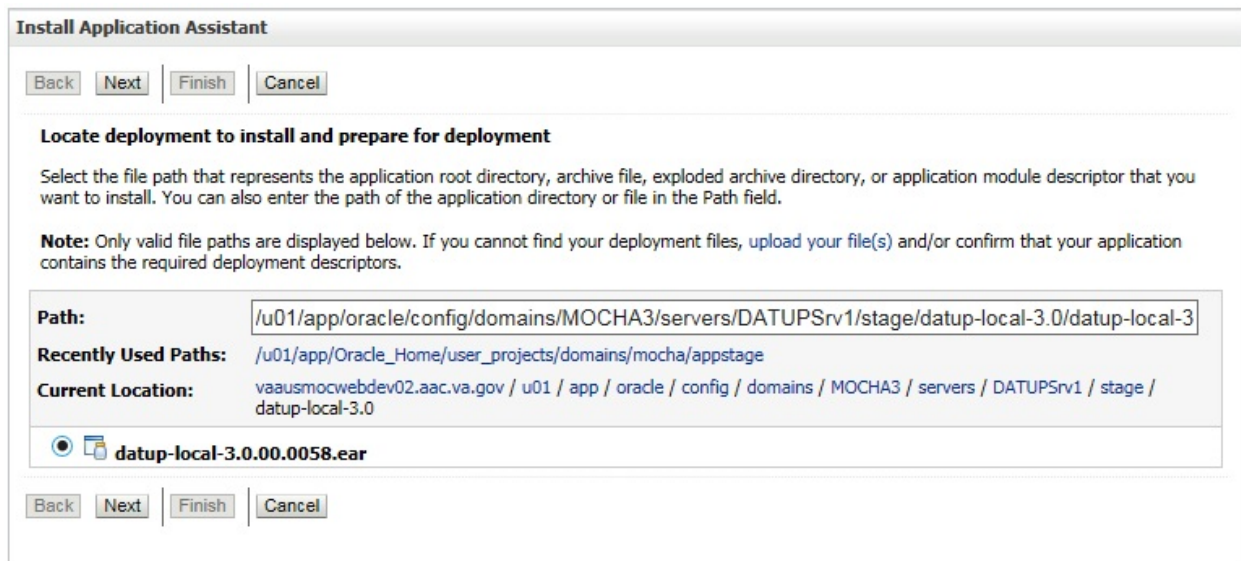 Install Application Assistant
Back Next Finish Cancel
Locate deployment to install and prepare for deployment
Select the file path that represents the application root directory, archive file, exploded archive directory, or application module descriptor that you
want to install. You can also enter the path of the application directory or file in the Path field.
Note: Only valid file paths are displayed below. If you cannot find your deployment files, upload your file(s) and/or confirm that your application
contains the required deployment descriptors.
Path: /u01/app/oracle/config/domains/MOCHA3/servers/DATUPSrv1/stage/datup-local-3.0/datup-local-3
Recently Used Paths: /u01/app/Oracle_Home/user_projects/domains/mocha/appstage
Current Location: vaausmocwebdev02.aac.va.gov / u01 / app / oracle / config / domains / MOCHA3 / servers / DATUPSrv1 / stage /
datup-local-3.0
datup-local-3.0.00.0058.ear
Back Next Finish Cancel